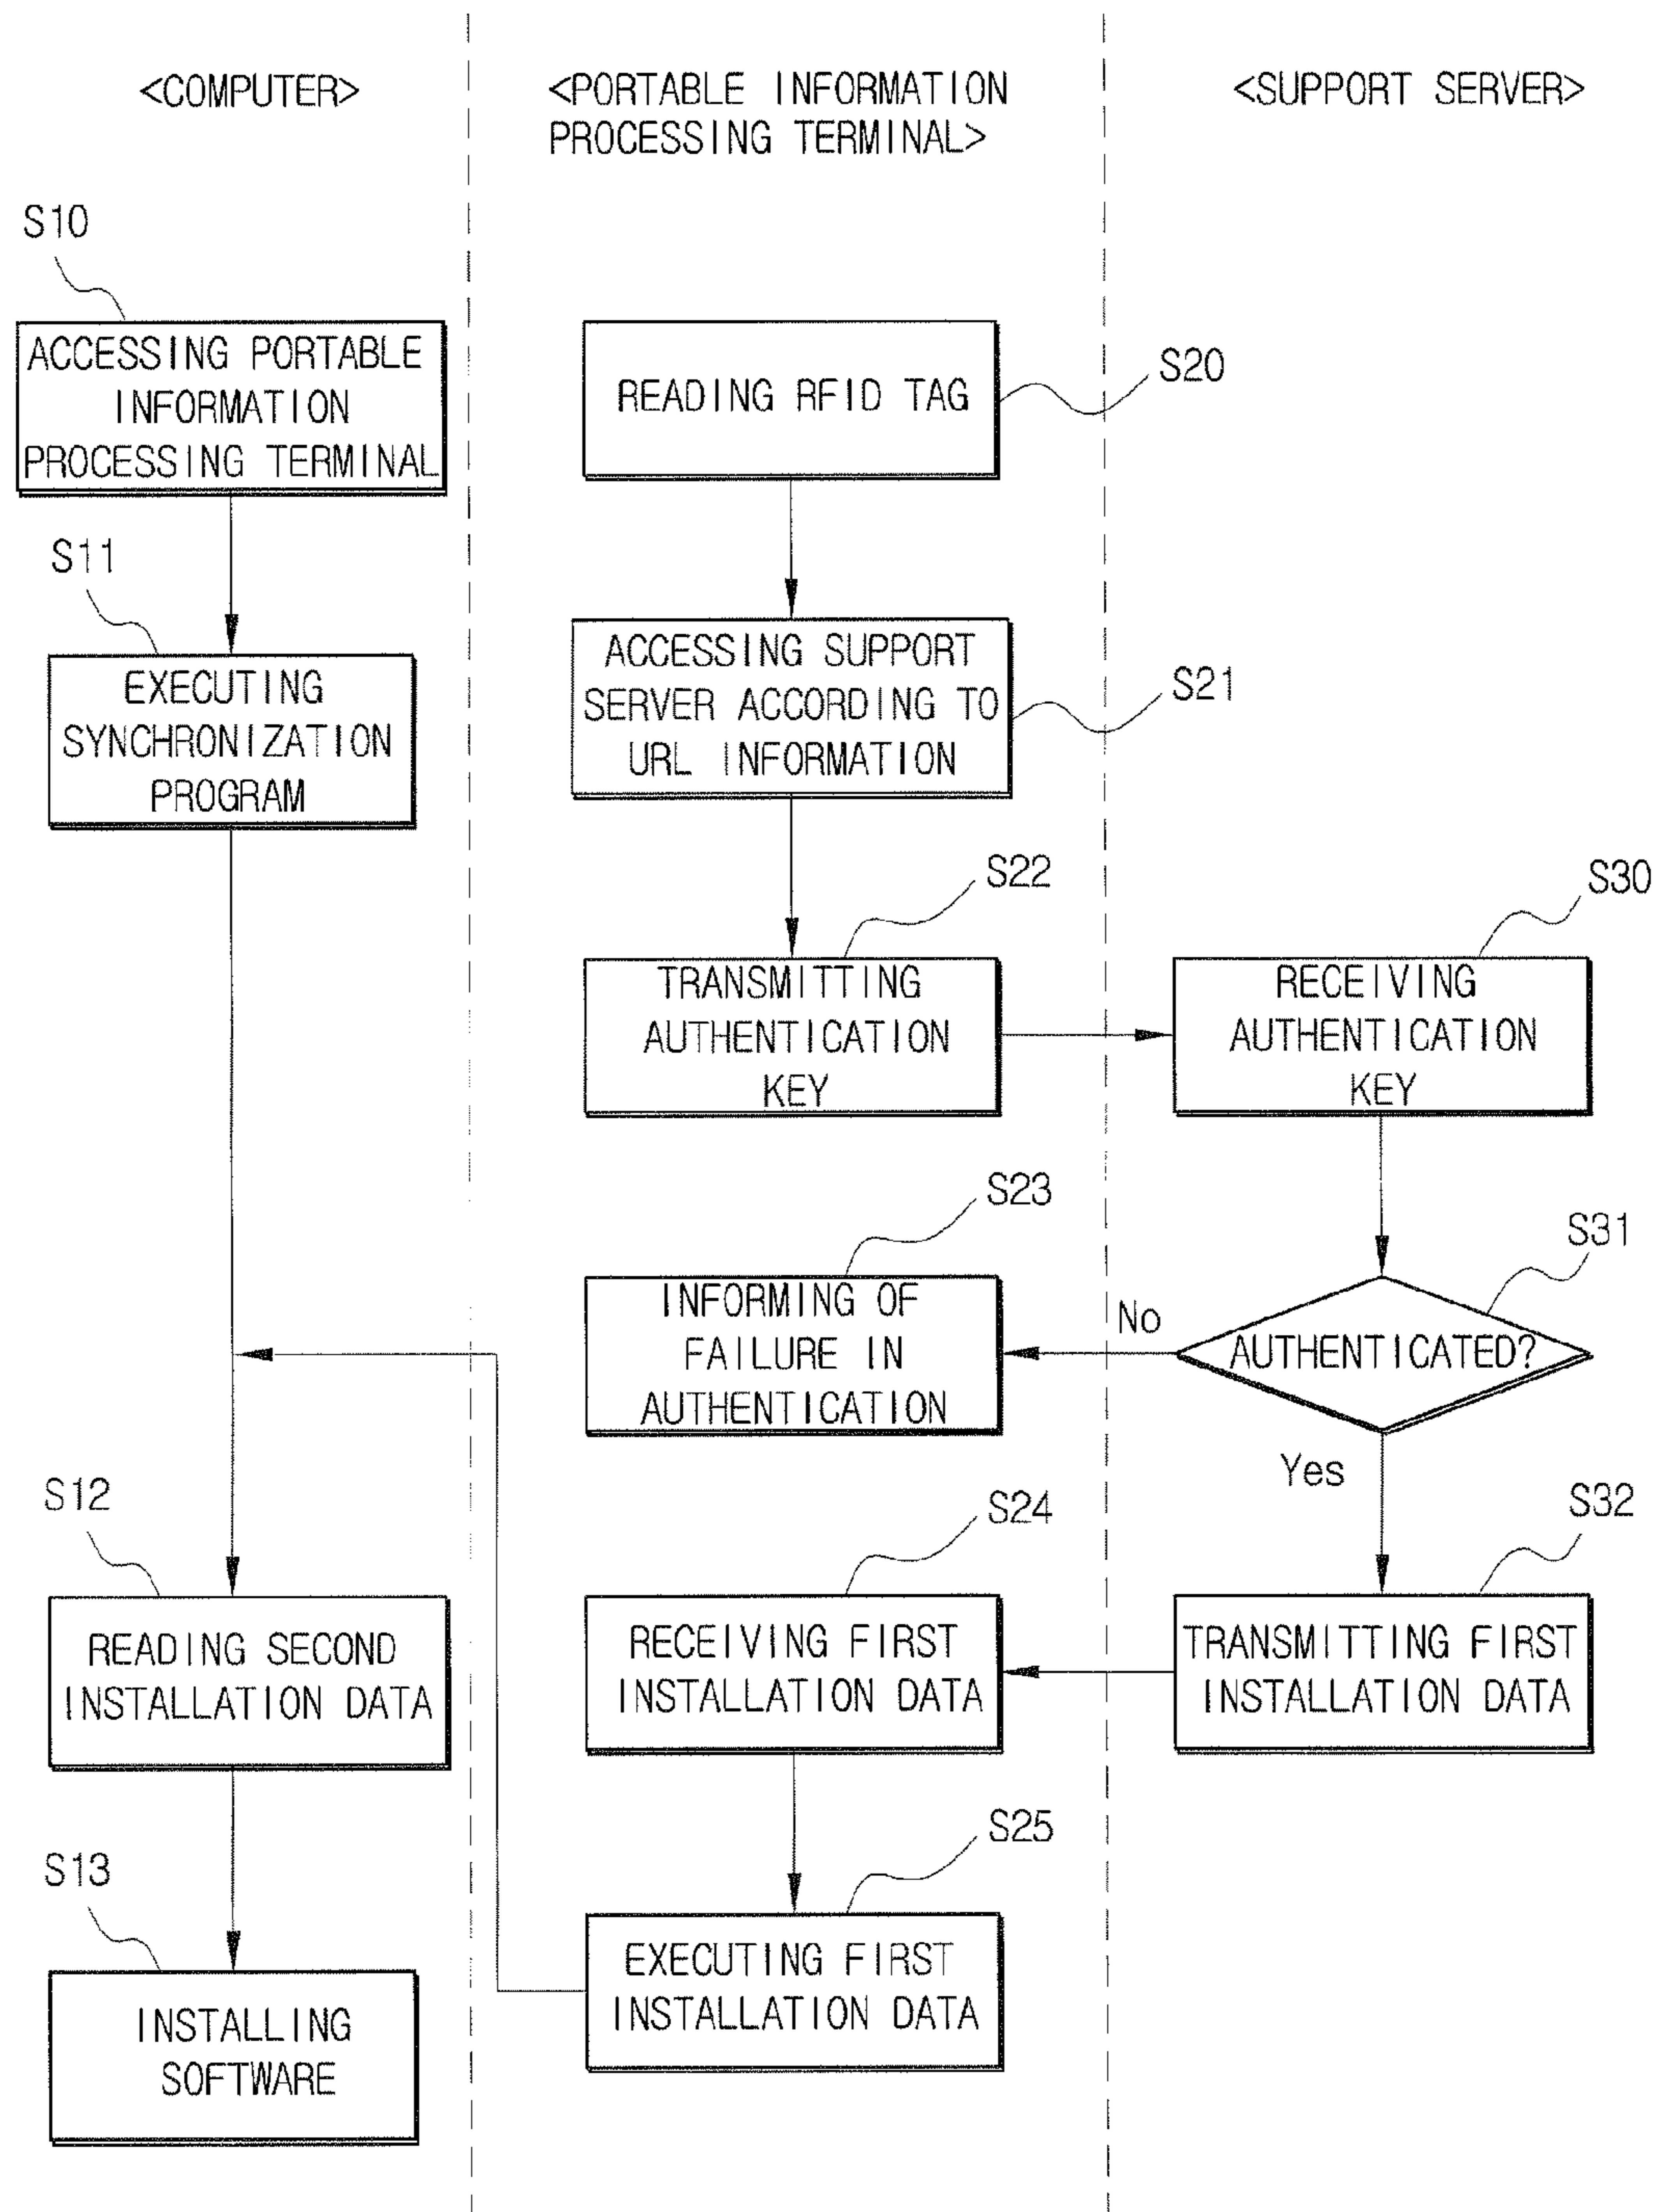 <COMPUTER>
<PORTABLE INFORMATION
PROCESSING TERMINAL>
<SUPPORT SERVER>
S10
ACCESSING PORTABLE
INFORMATION
PROCESSING TERMINAL
S11
EXECUTING
SYNCHRONIZATION
PROGRAM
S12
READING SECOND
INSTALLATION DATA
S13
INSTALLING
SOFTWARE
READING RFID TAG
S20
ACCESSING SUPPORT
SERVER ACCORDING TO
URL INFORMATION
S21
S22
TRANSMITTING
AUTHENTICATION
KEY
S23
INFORMING OF
FAILURE IN
AUTHENTICATION
S24
RECEIVING FIRST
INSTALLATION DATA
S25
EXECUTING FIRST
INSTALLATION DATA
S30
RECEIVING
AUTHENTICATION
KEY
S31
No
AUTHENTICATED?
Yes
S32
TRANSMITTING FIRST
INSTALLATION DATA